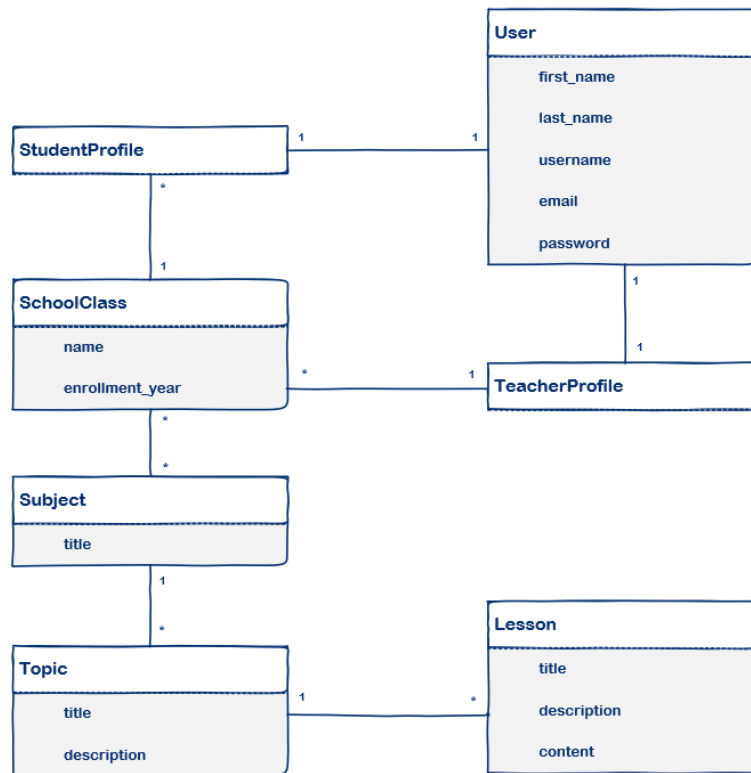 User
first_name
last_name
username
email
password
StudentProfile
1
1
*
1
1
1
SchoolClass
name
enrollment_year
*
1
TeacherProfile
*
*
Subject
title
1
*
Topic
title
description
1
*
Lesson
title
description
content